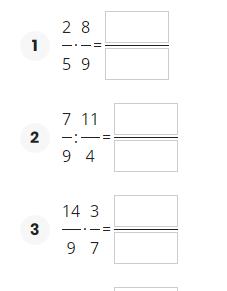 1
2/5 · 8/9 =
2
7/9 : 11/4 =
3
14/9 · 3/7 =